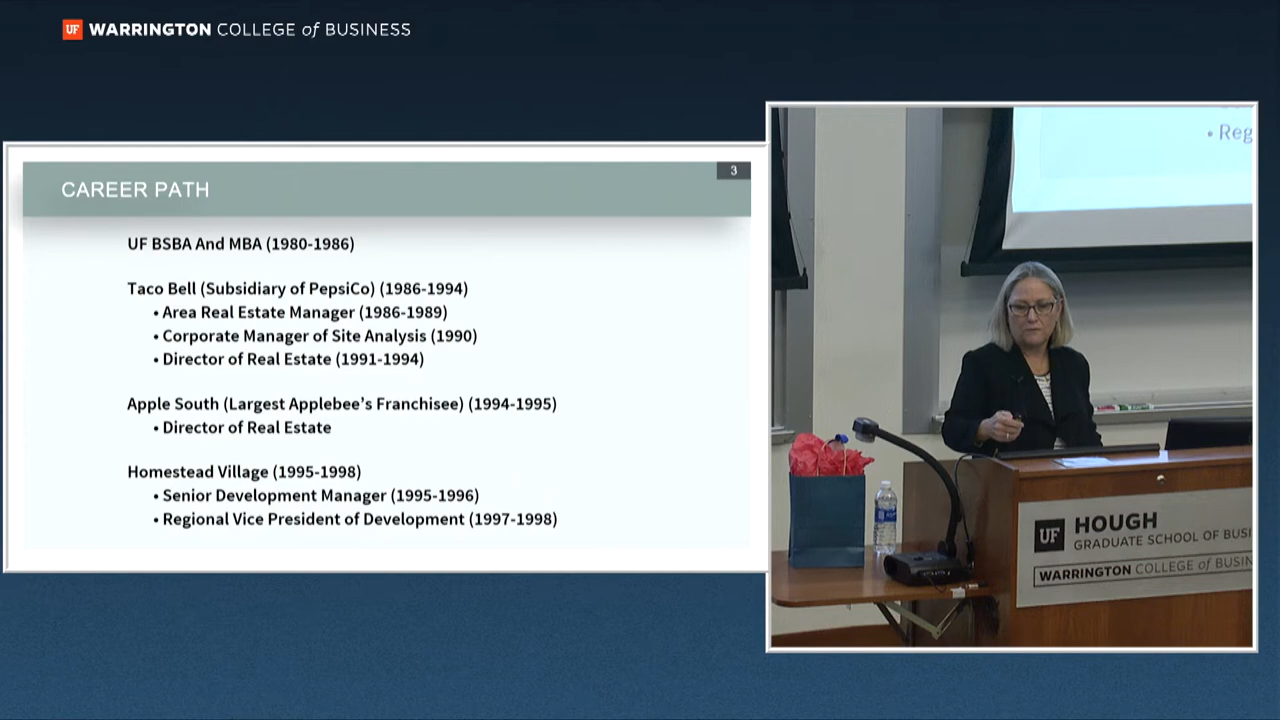 UF WARRINGTON COLLEGE of BUSINESS
CAREER PATH
3
UF BSBA And MBA (1980-1986)
Taco Bell (Subsidiary of PepsiCo) (1986-1994)
• Area Real Estate Manager (1986-1989)
• Corporate Manager of Site Analysis (1990)
• Director of Real Estate (1991-1994)
Apple South (Largest Applebee's Franchisee) (1994-1995)
• Director of Real Estate
Homestead Village (1995-1998)
• Senior Development Manager (1995-1996)
• Regional Vice President of Development (1997-1998)
• Reg
UF HOUGH
GRADUATE SCHOOL OF BUSI
WARRINGTON COLLEGE of BUSIN